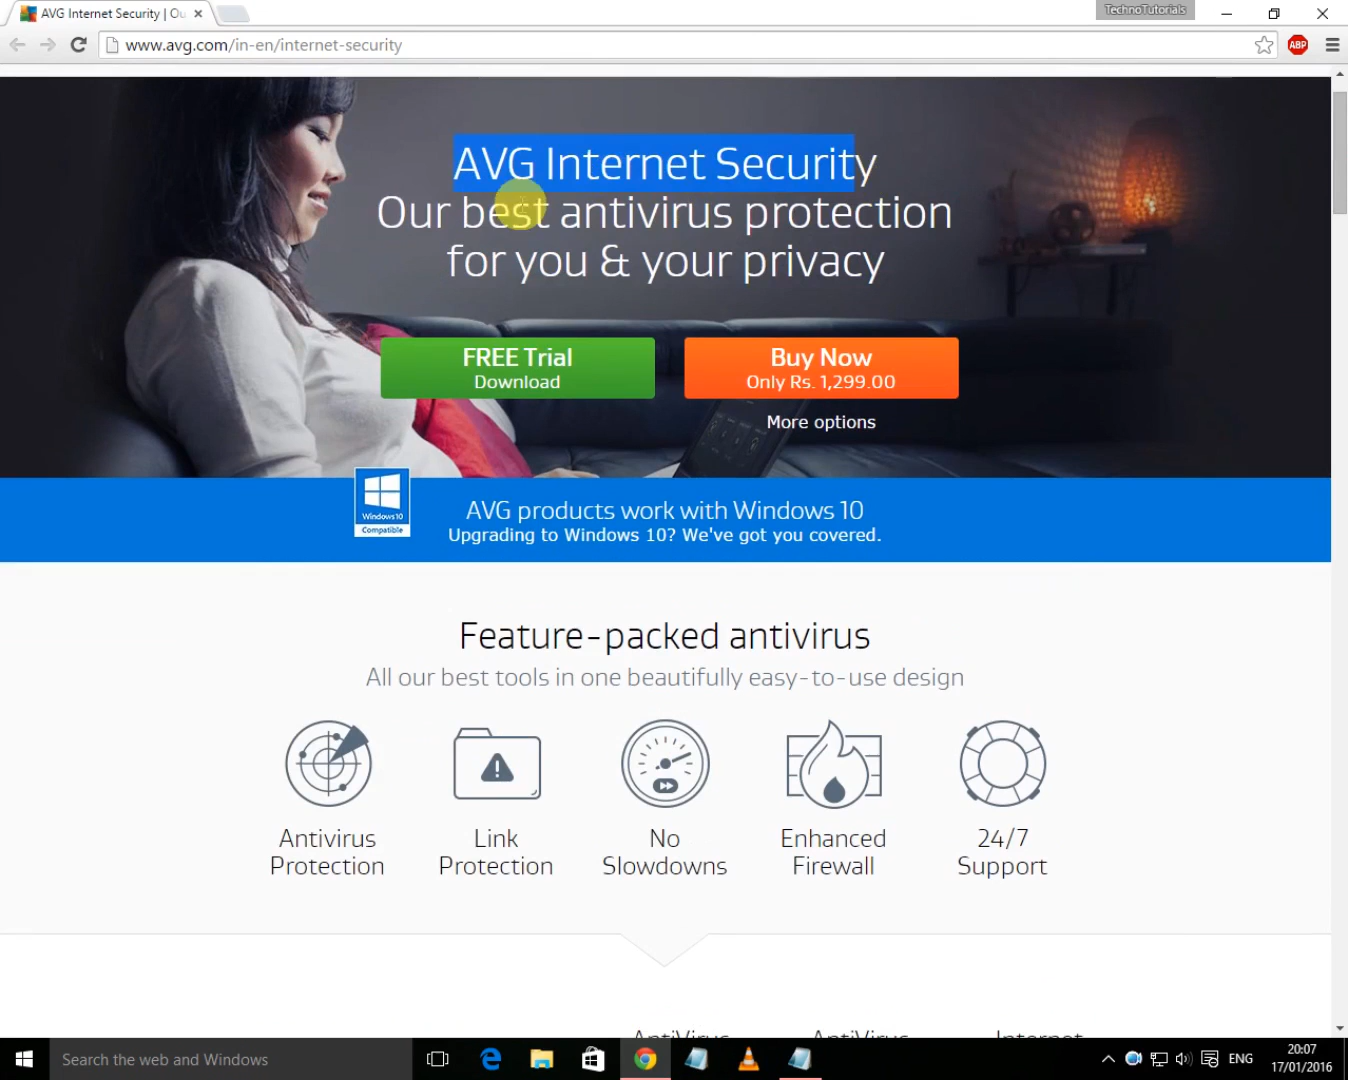 AVG Internet Security | Ou
TechnoTutorials
www.avg.com/in-en/internet-security
ABP
AVG Internet Security
Our best antivirus protection
for you & your privacy
FREE Trial
Download
Buy Now
Only Rs. 1,299.00
More options
Windows 10
Compatible
AVG products work with Windows 10
Upgrading to Windows 10? We've got you covered.
Feature-packed antivirus
All our best tools in one beautifully easy-to-use design
Antivirus
Protection
Link
Protection
No
Slowdowns
Enhanced
Firewall
24/7
Support
AntiVirus
AntiVirus
Internet
Search the web and Windows
ENG
20:07
17/01/2016